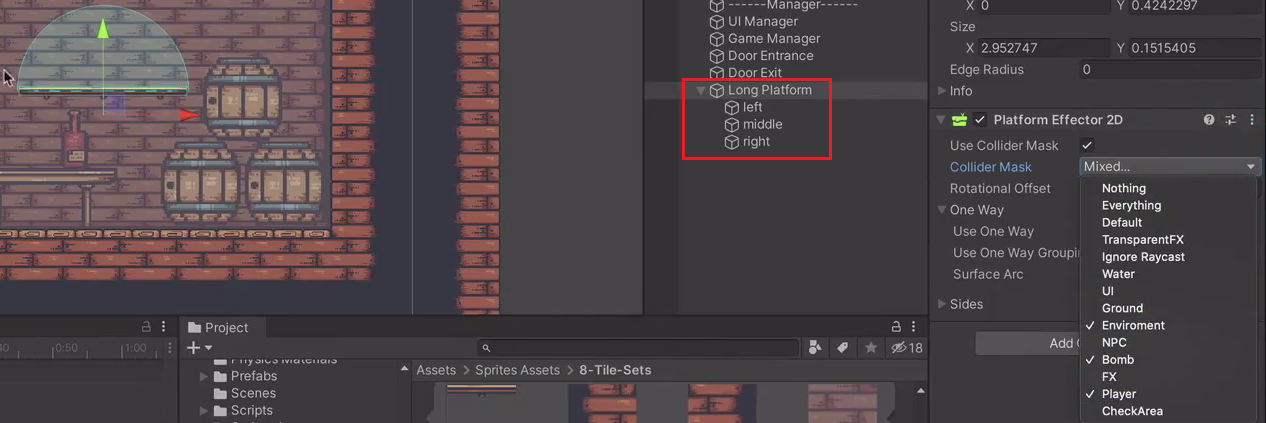 ------Manager------
UI Manager
Game Manager
Door Entrance
Door Exit
Long Platform
left
middle
right
X 0 Y 0.4242297
Size
X 2.952747 Y 0.1515405
Edge Radius 0
Info
Platform Effector 2D
Use Collider Mask
Collider Mask Mixed...
Rotational Offset
One Way
Use One Way
Use One Way Groupi
Surface Arc
Sides
Nothing
Everything
Default
TransparentFX
Ignore Raycast
Water
UI
Ground
Enviroment
NPC
Bomb
FX
Player
CheckArea
Add
0:50 1:00
Project
18
Physics Materials
Prefabs
Scenes
Scripts
Assets > Sprites Assets > 8-Tile-Sets